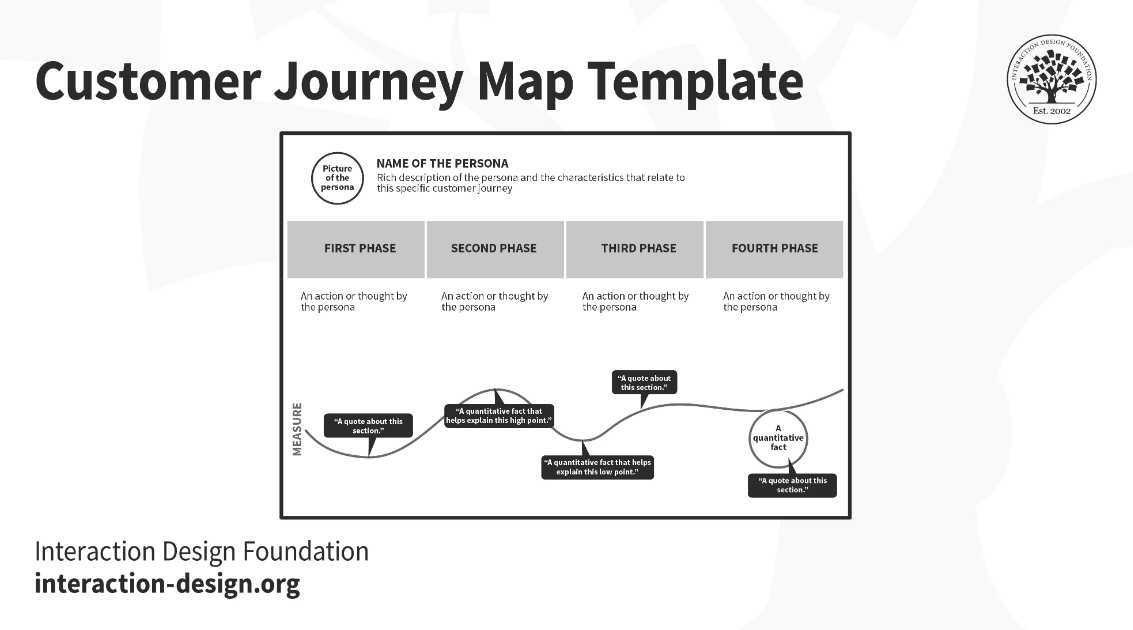 Customer Journey Map Template
INTERACTION DESIGN FOUNDATION
Est. 2002
Picture
of the
persona
NAME OF THE PERSONA
Rich description of the persona and the characteristics that relate to
this specific customer journey
FIRST PHASE
SECOND PHASE
THIRD PHASE
FOURTH PHASE
An action or thought by
the persona
An action or thought by
the persona
An action or thought by
the persona
An action or thought by
the persona
MEASURE
“A quote about this
section.”
“A quantitative fact that
helps explain this high point.”
“A quantitative fact that helps
explain this low point.”
“A quote about
this section.”
A
quantitative
fact
“A quote about this
section.”
Interaction Design Foundation
interaction-design.org